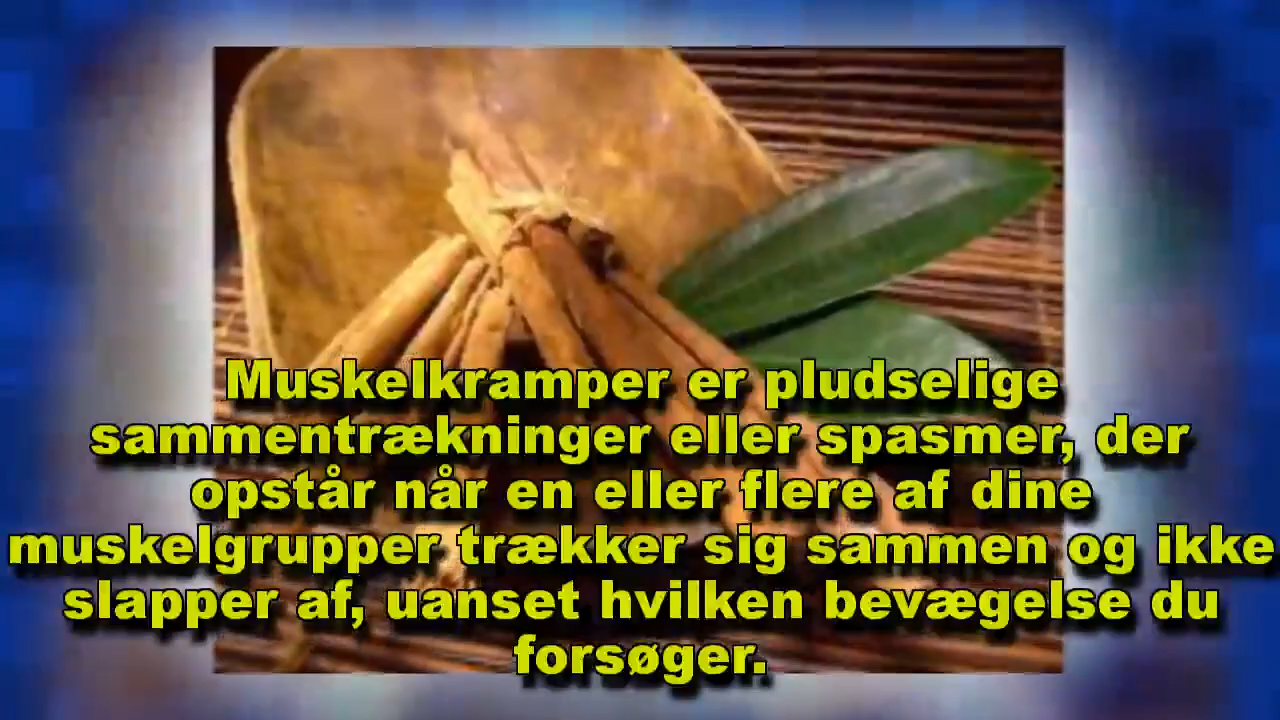 Muskelkramper er pludselige
sammentrækninger eller spasmer, der
opstår når en eller flere af dine
muskelgrupper trækker sig sammen og ikke
slapper af, uanset hvilken bevægelse du
forsøger.